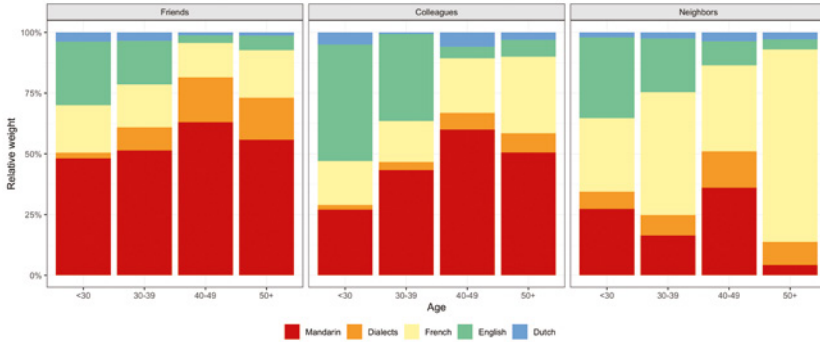 Friends Colleagues Neighbors
100%
75%
50%
25%
0%
Relative weight
<30 30-39 40-49 50+ <30 30-39 40-49 50+ <30 30-39 40-49 50+
Age
Mandarin Dialects French English Dutch